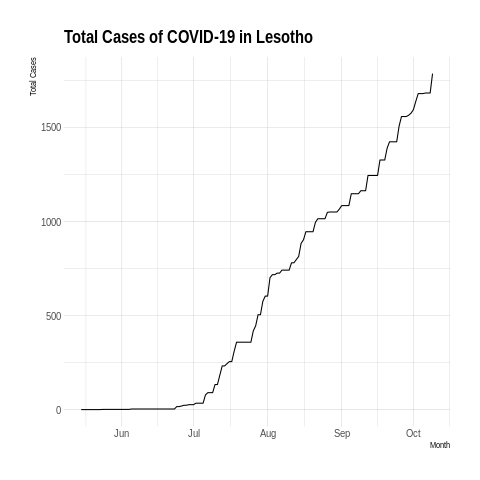 Total Cases of COVID-19 in Lesotho
Total Cases
1500
1000
500
0
Jun Jul Aug Sep Oct
Month